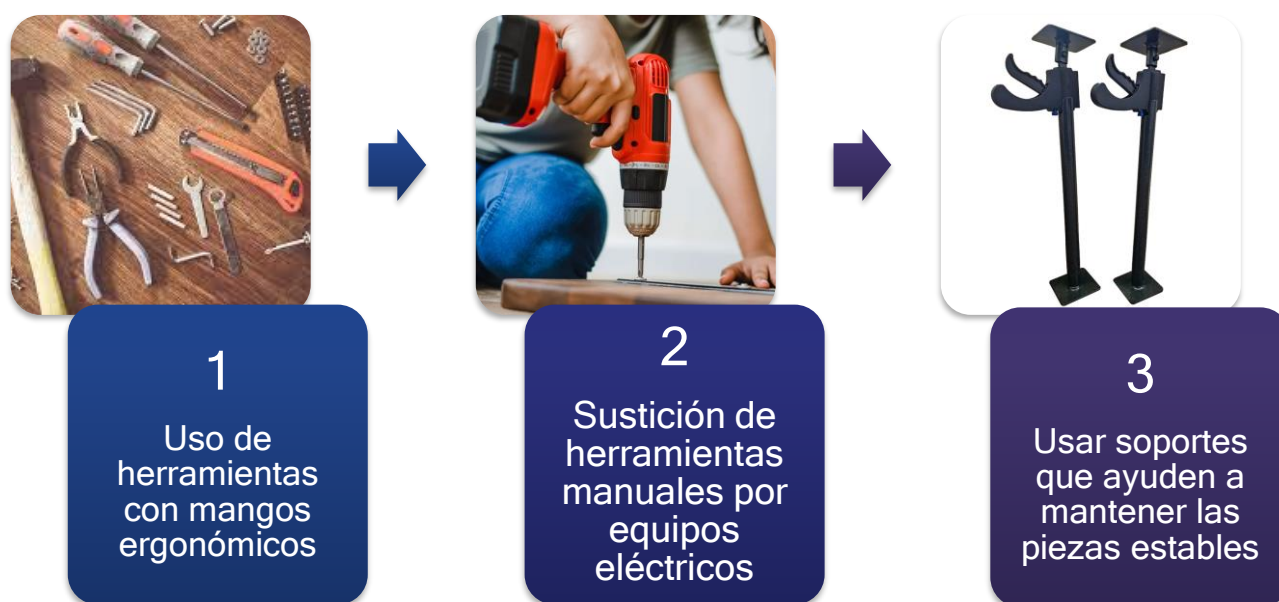 1
Uso de
herramientas
con mangos
ergonómicos
2
Sustición de
herramientas
manuales por
equipos
eléctricos
3
Usar soportes
que ayuden a
mantener las
piezas estables